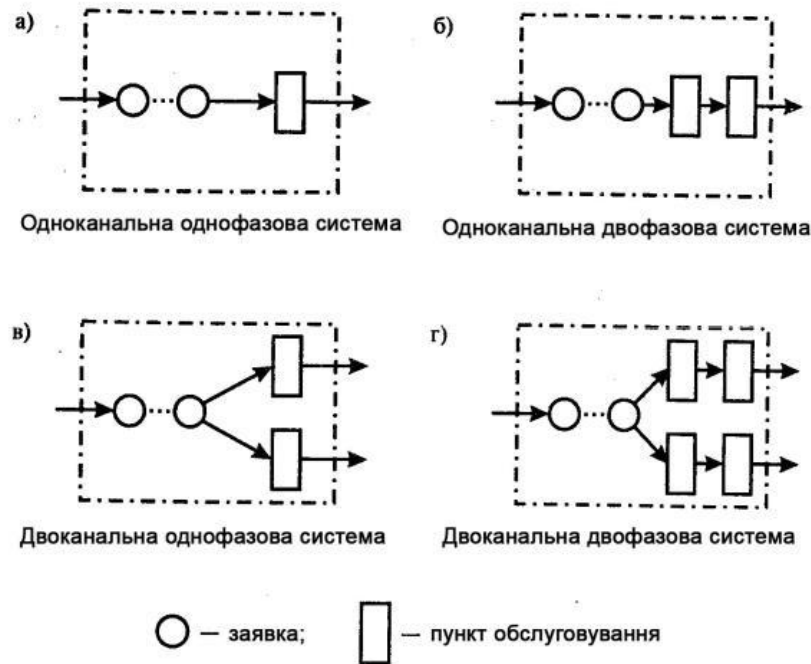 а)
б)
Одноканальна однофазова система
Одноканальна двофазова система
в)
г)
Двоканальна однофазова система
Двоканальна двофазова система
— заявка;
— пункт обслуговування